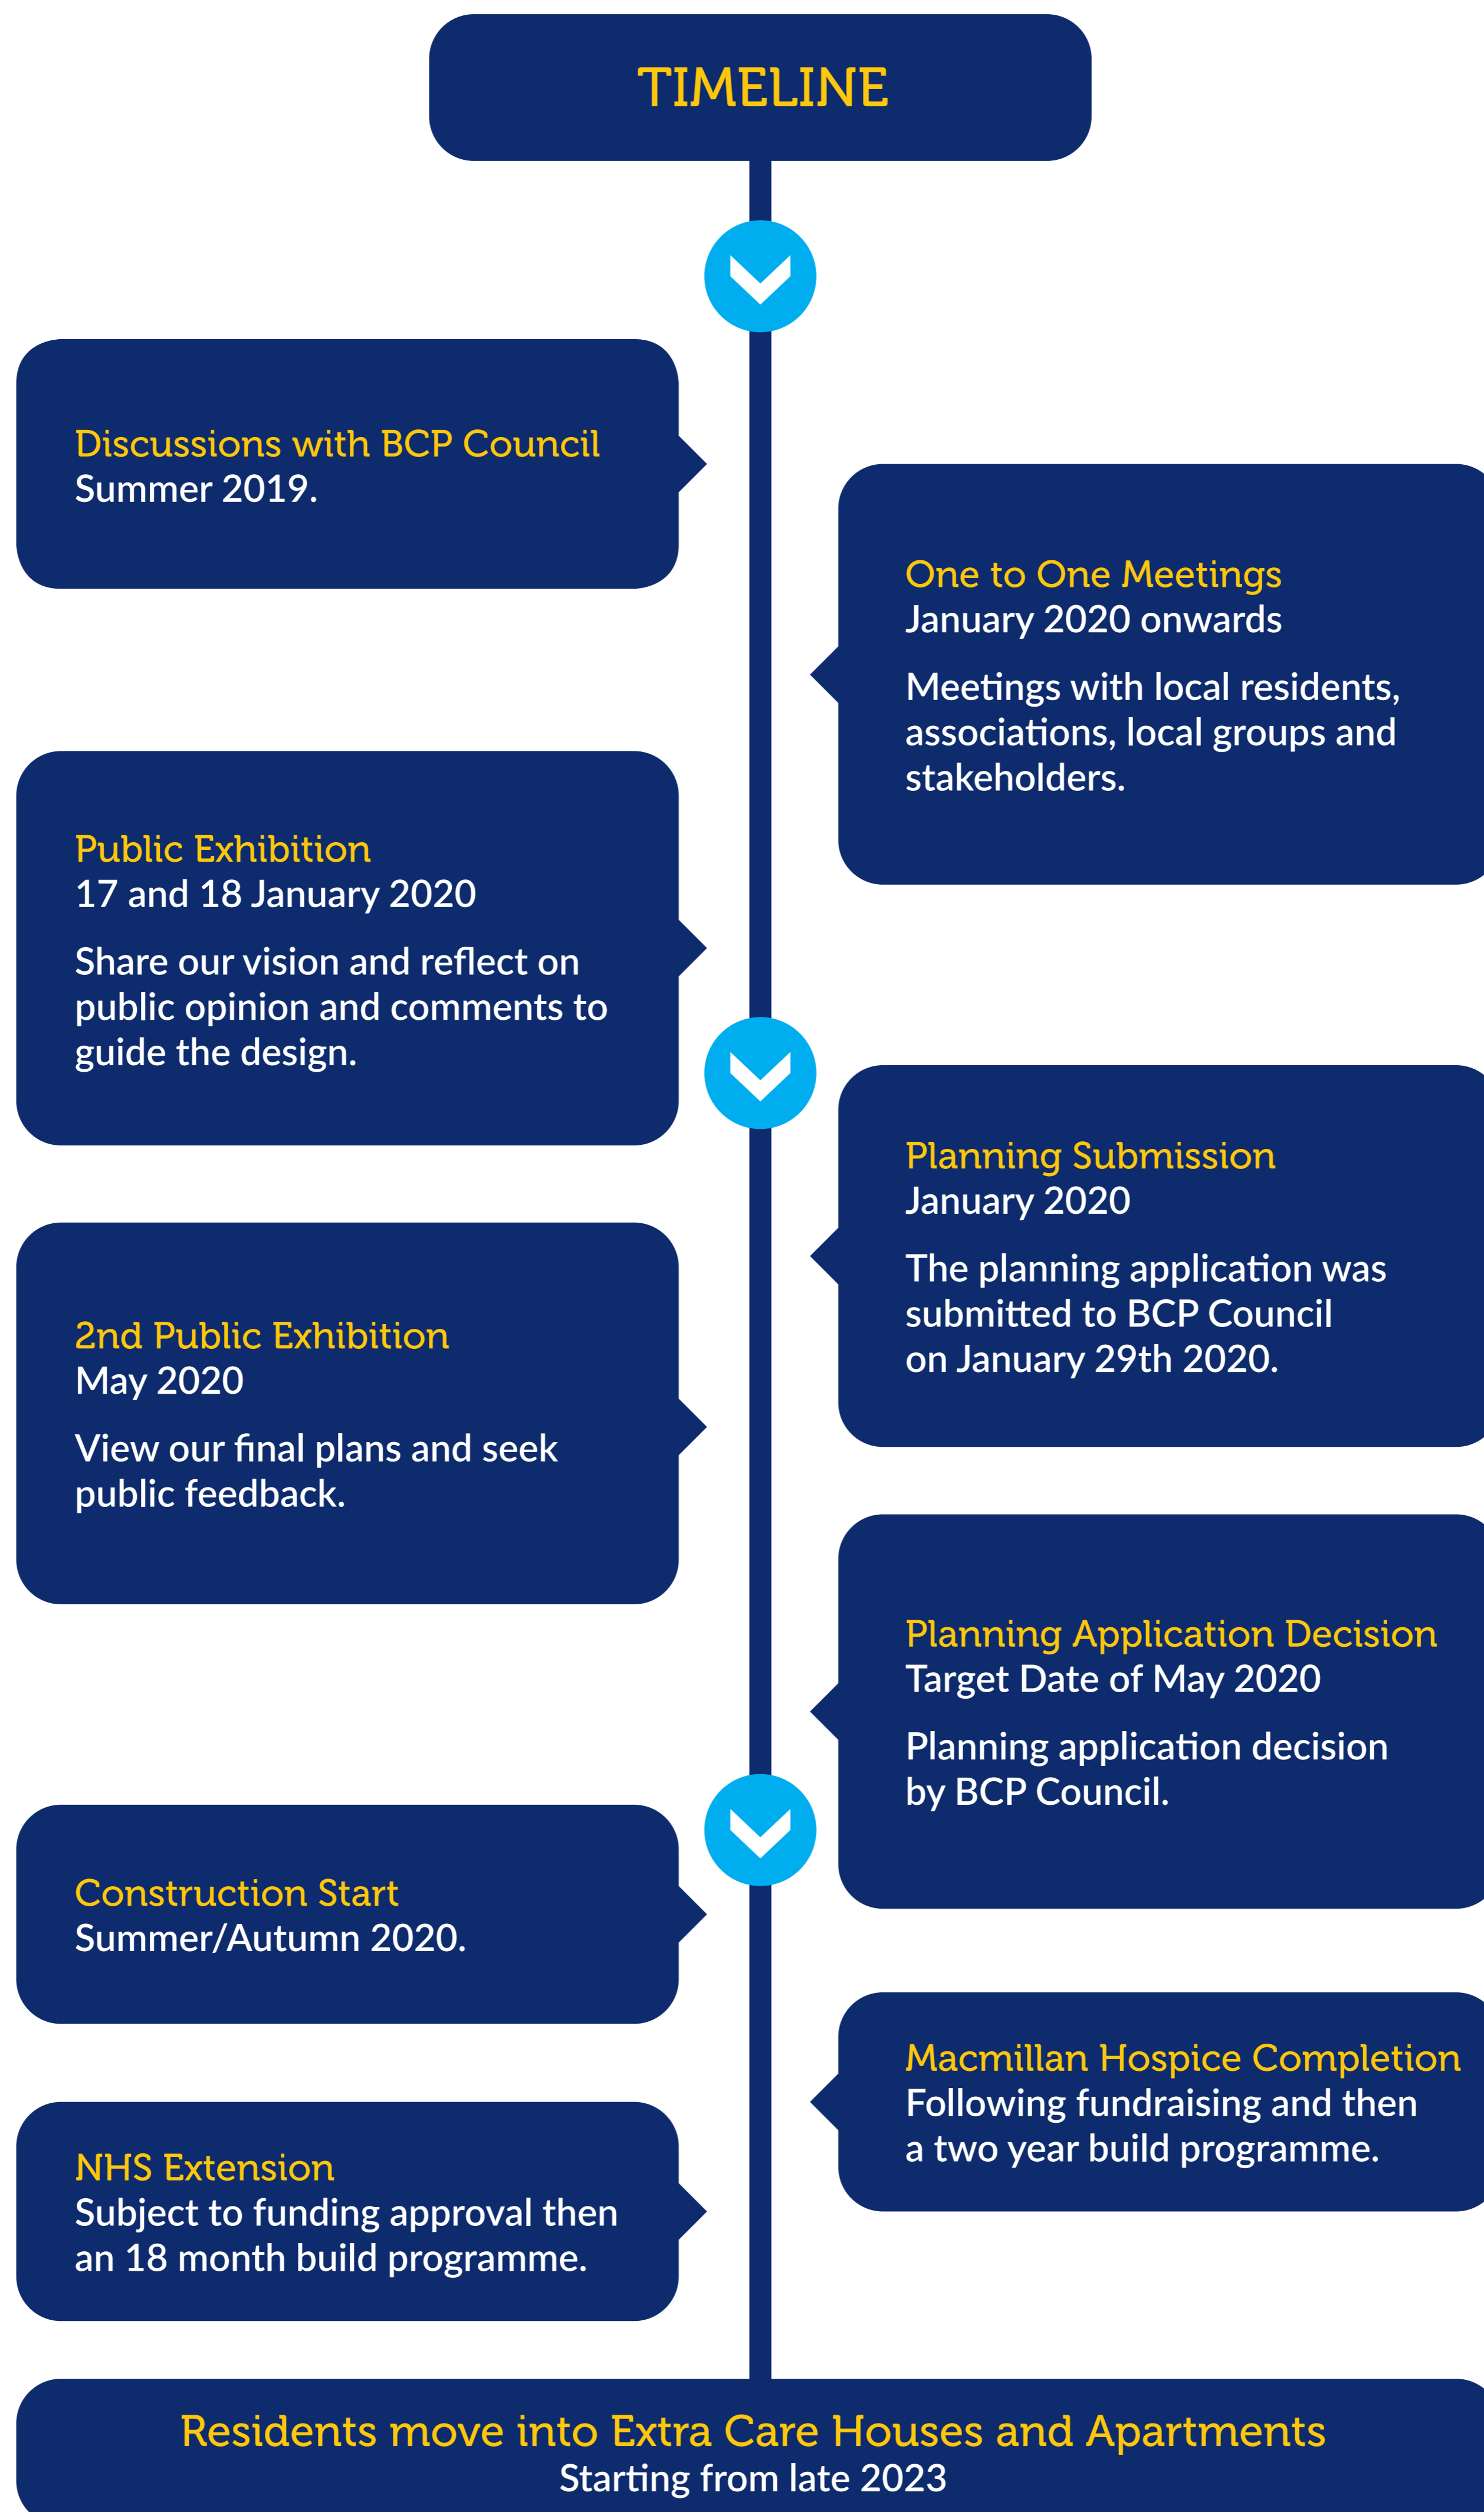 TIMELINE
Discussions with BCP Council
Summer 2019.
One to One Meetings
January 2020 onwards
Meetings with local residents,
associations, local groups and
stakeholders.
Public Exhibition
17 and 18 January 2020
Share our vision and reflect on
public opinion and comments to
guide the design.
Planning Submission
January 2020
The planning application was
submitted to BCP Council
on January 29th 2020.
2nd Public Exhibition
May 2020
View our final plans and seek
public feedback.
Planning Application Decision
Target Date of May 2020
Planning application decision
by BCP Council.
Construction Start
Summer/Autumn 2020.
Macmillan Hospice Completion
Following fundraising and then
a two year build programme.
NHS Extension
Subject to funding approval then
an 18 month build programme.
Residents move into Extra Care Houses and Apartments
Starting from late 2023